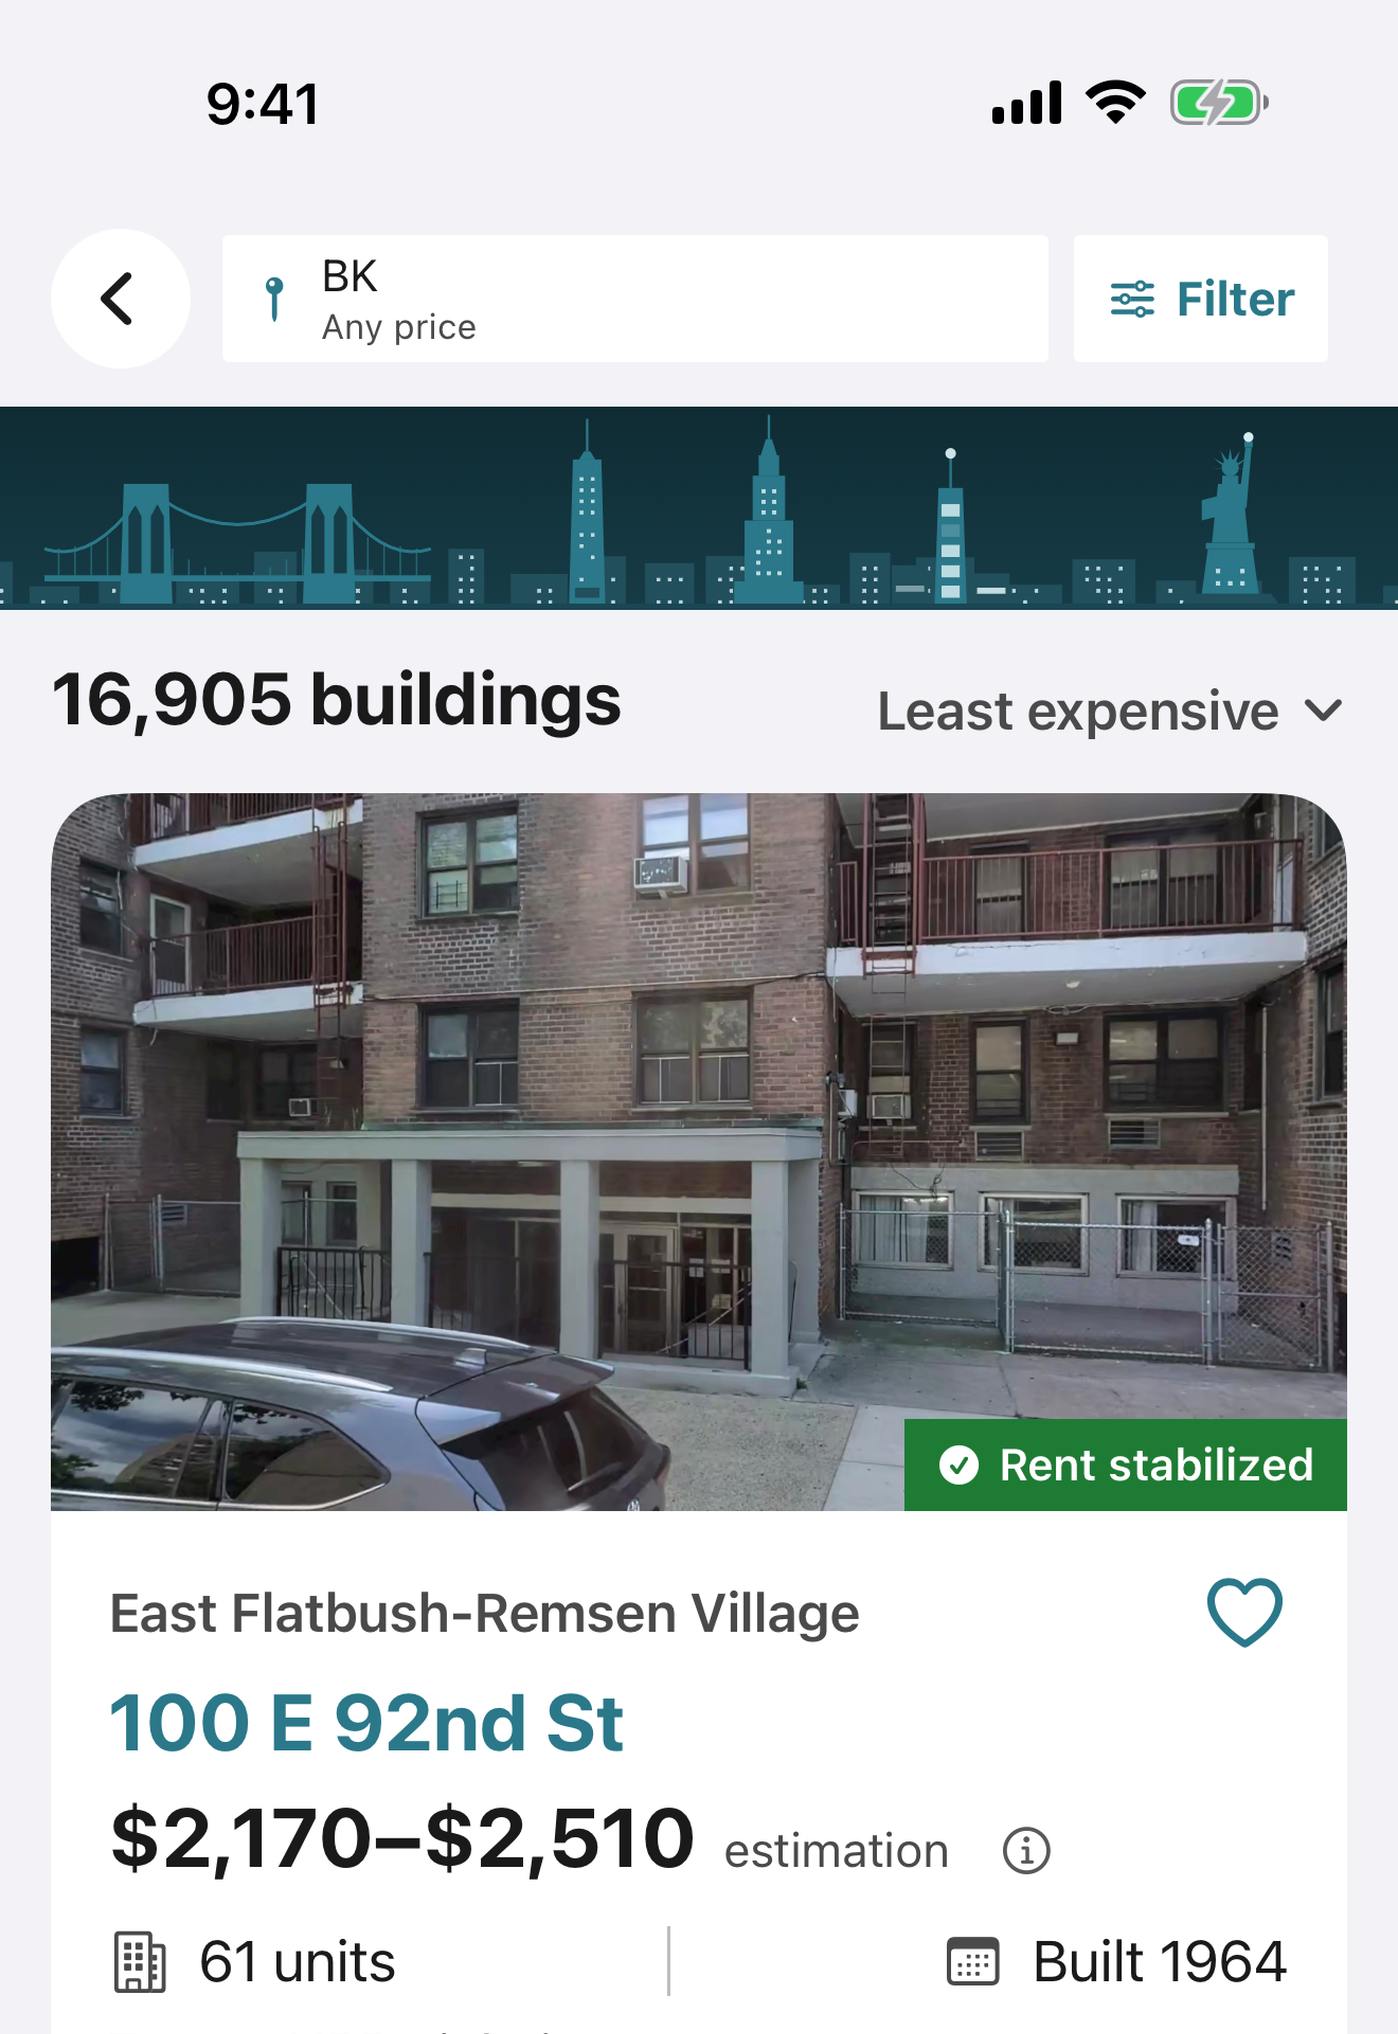 9:41
BK
Any price
Filter
16,905 buildings
Least expensive
Rent stabilized
East Flatbush-Remsen Village
100 E 92nd St
$2,170–$2,510 estimation
61 units
Built 1964